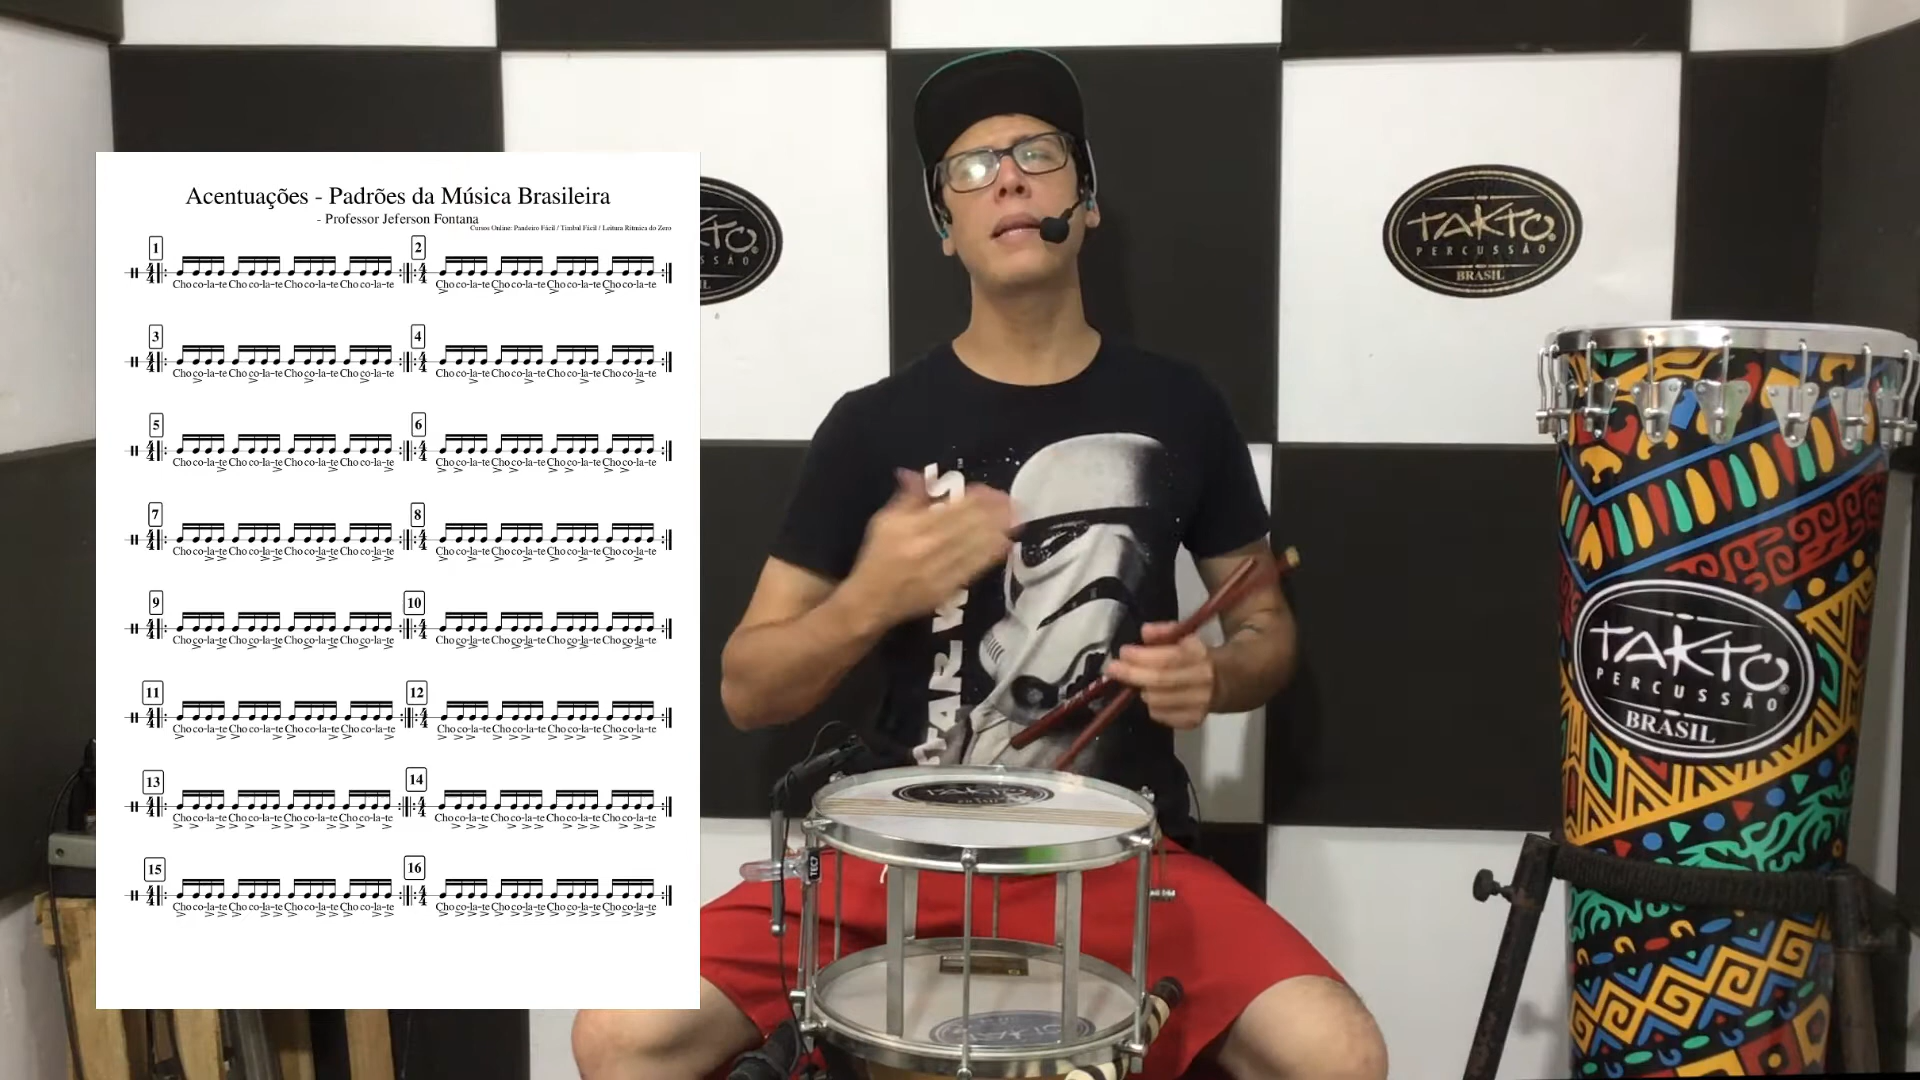 Acentuações - Padrões da Música Brasileira
- Professor Jeferson Fontana
Cursos Online: Pandeiro Fácil / Timbal Fácil / Leitura Rítmica do Zero
1
2
Cho co-la-te Cho co-la-te Cho co-la-te Cho co-la-te
Cho co-la-te Cho co-la-te Cho co-la-te Cho co-la-te
3
4
Cho co-la-te Cho co-la-te Cho co-la-te Cho co-la-te
Cho co-la-te Cho co-la-te Cho co-la-te Cho co-la-te
5
6
Cho co-la-te Cho co-la-te Cho co-la-te Cho co-la-te
Cho co-la-te Cho co-la-te Cho co-la-te Cho co-la-te
7
8
Cho co-la-te Cho co-la-te Cho co-la-te Cho co-la-te
Cho co-la-te Cho co-la-te Cho co-la-te Cho co-la-te
9
10
Cho co-la-te Cho co-la-te Cho co-la-te Cho co-la-te
Cho co-la-te Cho co-la-te Cho co-la-te Cho co-la-te
11
12
Cho co-la-te Cho co-la-te Cho co-la-te Cho co-la-te
Cho co-la-te Cho co-la-te Cho co-la-te Cho co-la-te
13
14
Cho co-la-te Cho co-la-te Cho co-la-te Cho co-la-te
Cho co-la-te Cho co-la-te Cho co-la-te Cho co-la-te
15
16
Cho co-la-te Cho co-la-te Cho co-la-te Cho co-la-te
Cho co-la-te Cho co-la-te Cho co-la-te Cho co-la-te
TAKTO
PERCUSSÃO
BRASIL
STAR WARS
TAKTO
TAKTO
TAKTO
PERCUSSÃO
BRASIL